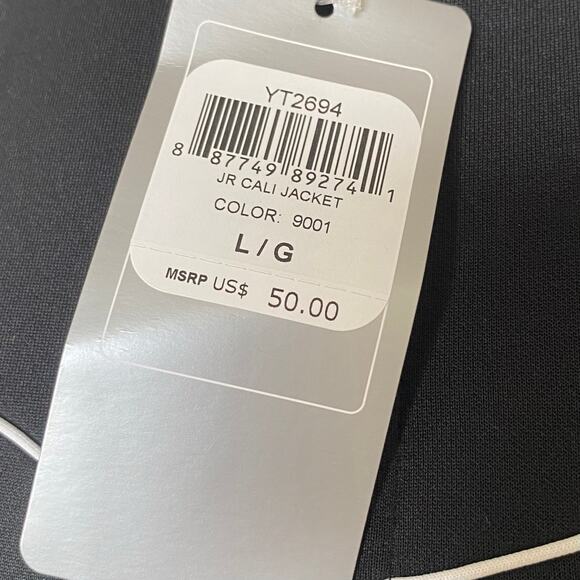 YT2694
8 87749 89274 1
JR CALI JACKET
COLOR: 9001
L / G
MSRP US$ 50.00